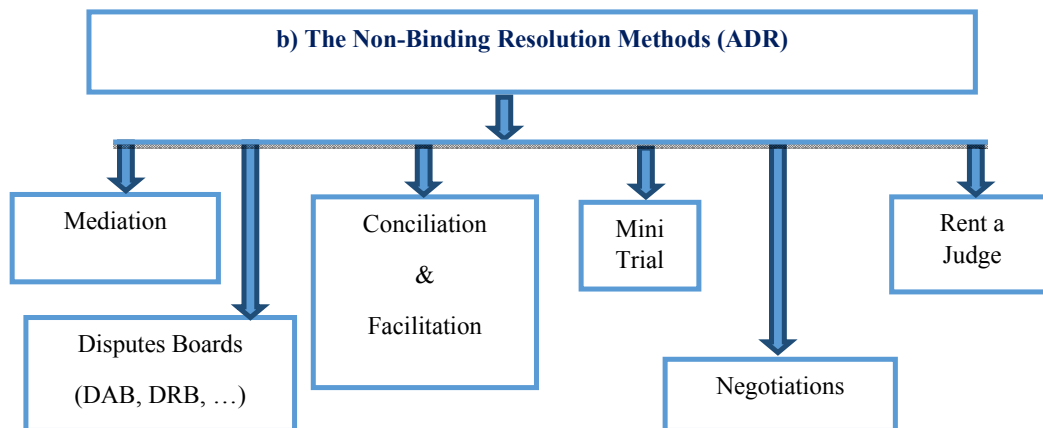 b) The Non-Binding Resolution Methods (ADR)
Mediation
Conciliation
&
Facilitation
Mini
Trial
Rent a
Judge
Disputes Boards
(DAB, DRB, …)
Negotiations